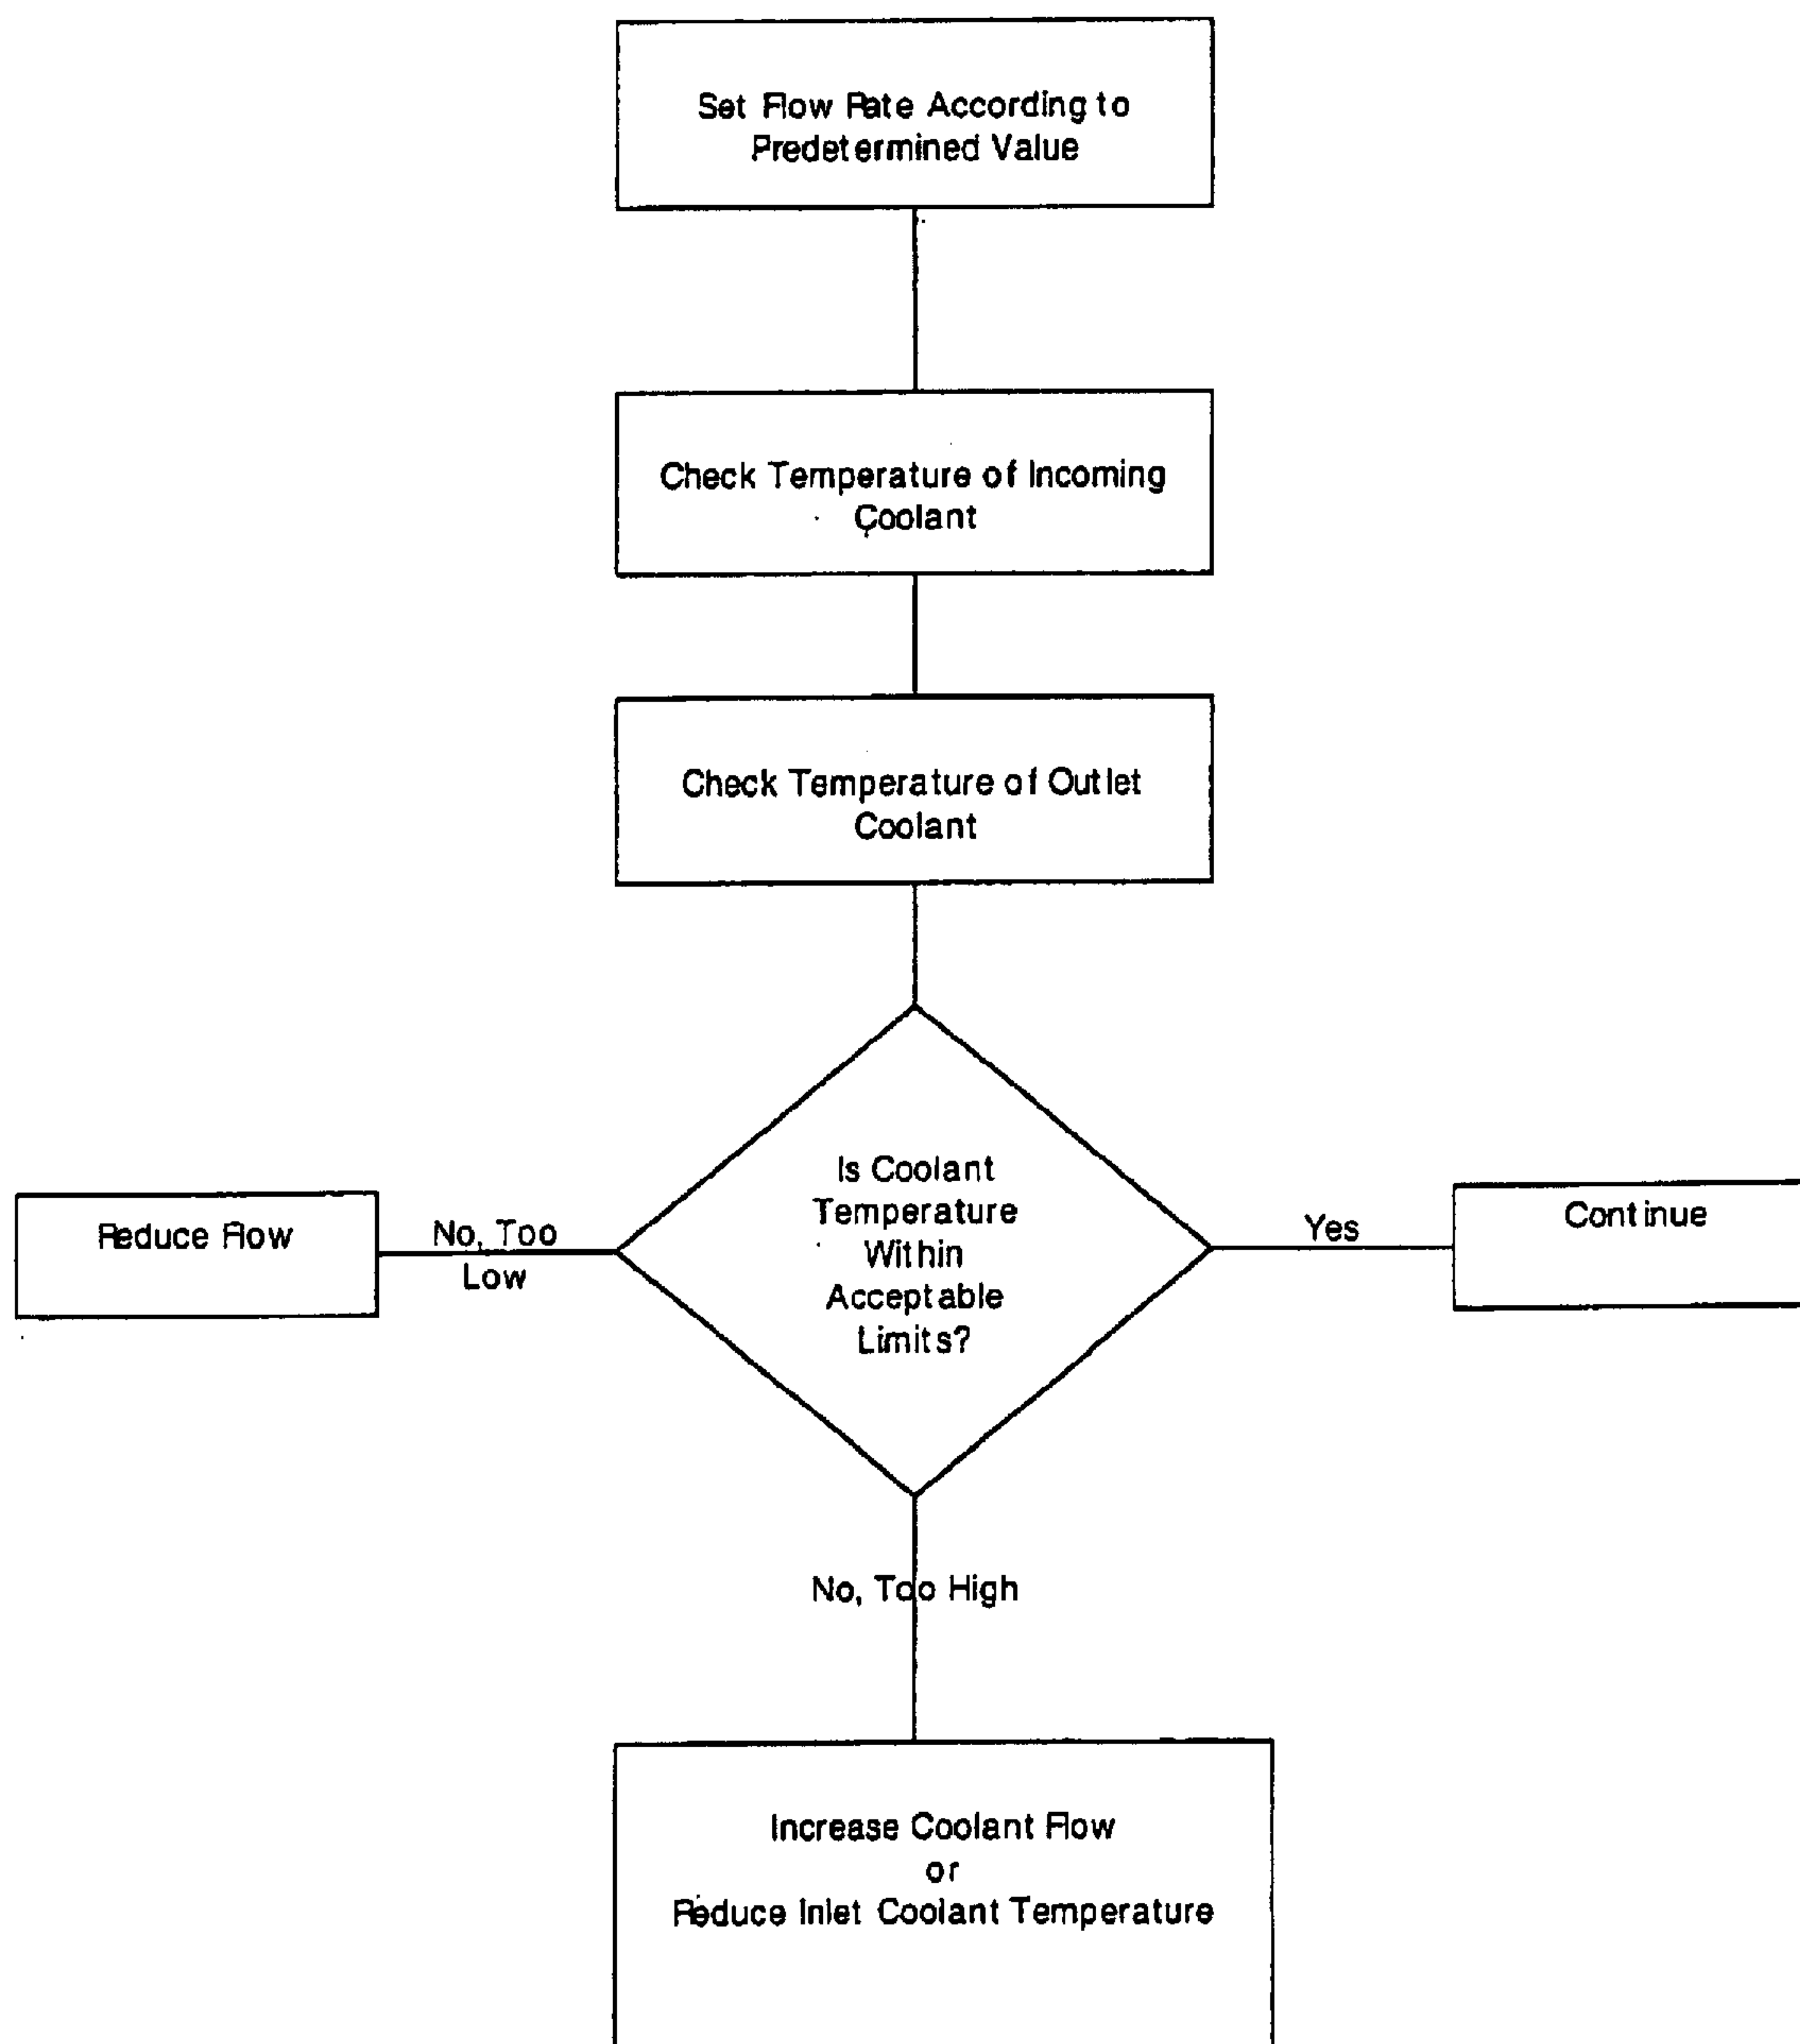 Set Flow Rate According to
Predetermined Value
Check Temperature of Incoming
Coolant
Check Temperature of Outlet
Coolant
Is Coolant
Temperature
Within
Acceptable
Limits?
Reduce Flow
No, Too
Low
Yes
Continue
No, Too High
Increase Coolant Flow
or
Reduce Inlet Coolant Temperature